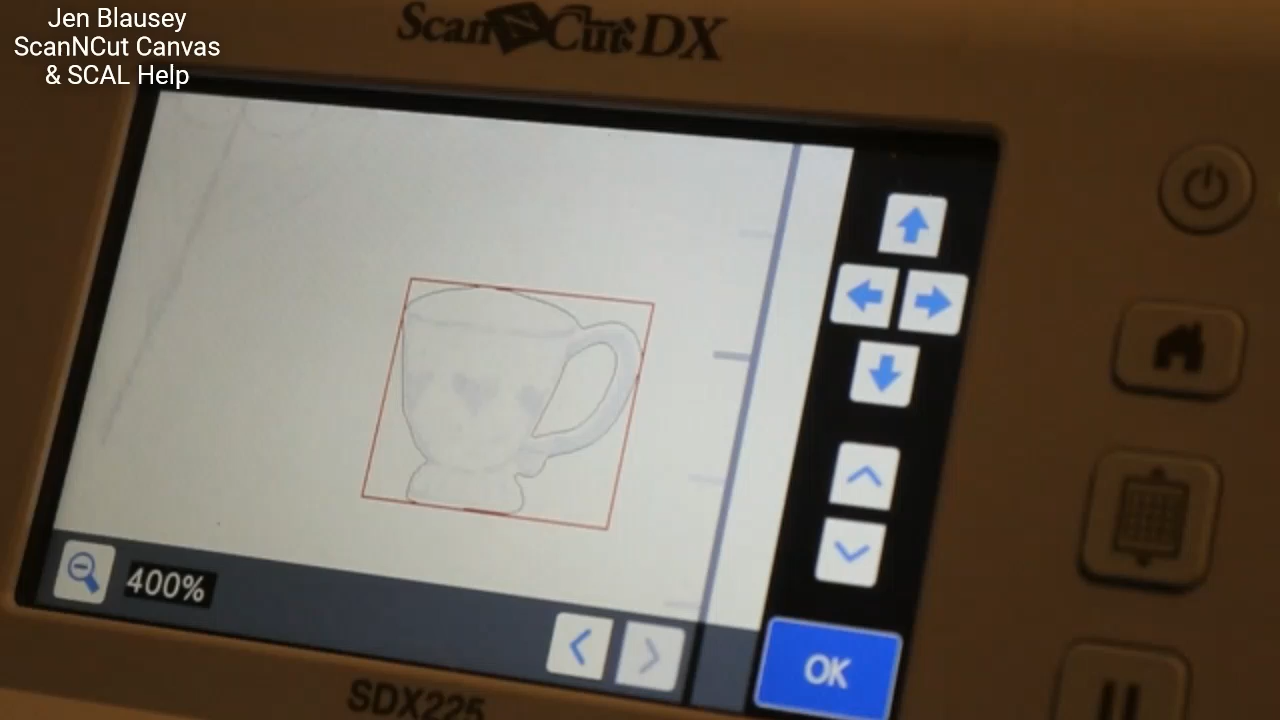 Jen Blausey
ScanNCut Canvas
& SCAL Help
ScanNCut DX
400%
OK
SDX225